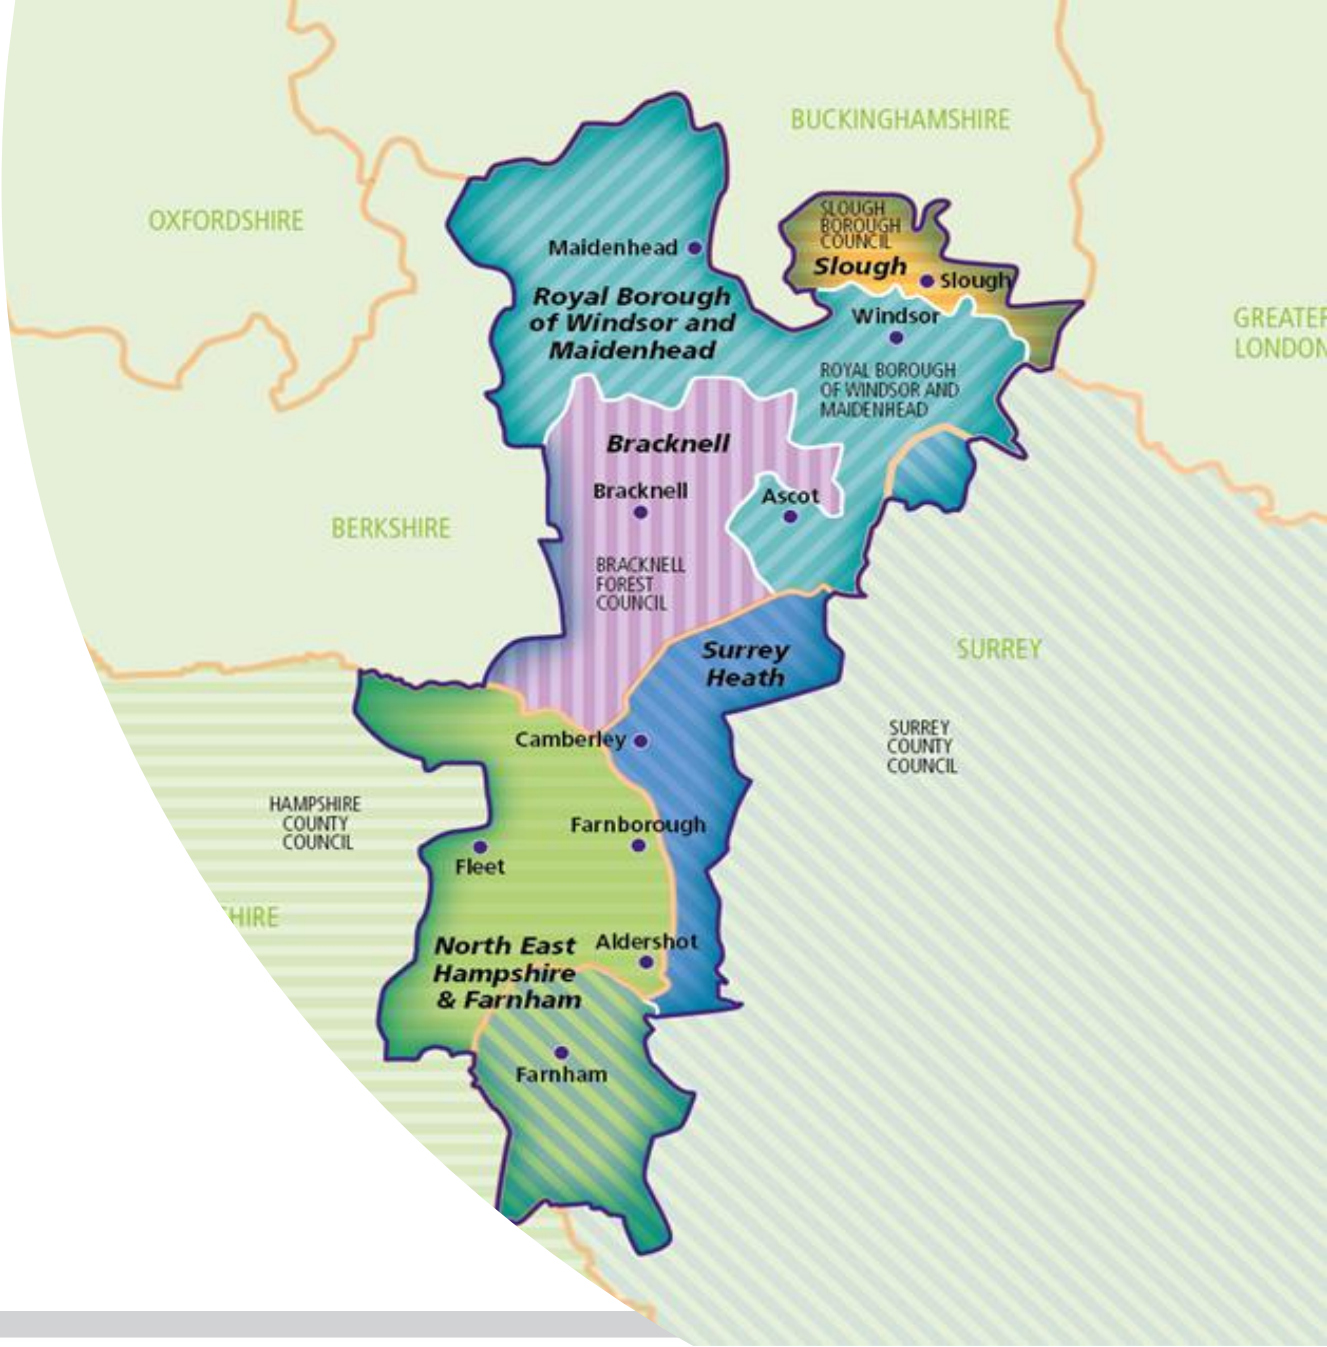 BUCKINGHAMSHIRE
OXFORDSHIRE
SLOUGH
BOROUGH
COUNCIL
Slough
Slough
Maidenhead
Royal Borough
of Windsor and
Maidenhead
Windsor
GREATER
LONDON
ROYAL BOROUGH
OF WINDSOR AND
MAIDENHEAD
Bracknell
Bracknell
Ascot
BERKSHIRE
BRACKNELL
FOREST
COUNCIL
Surrey
Heath
SURREY
SURREY
COUNTY
COUNCIL
Camberley
HAMPSHIRE
COUNTY
COUNCIL
Farnborough
Fleet
HIRE
North East
Hampshire
& Farnham
Aldershot
Farnham